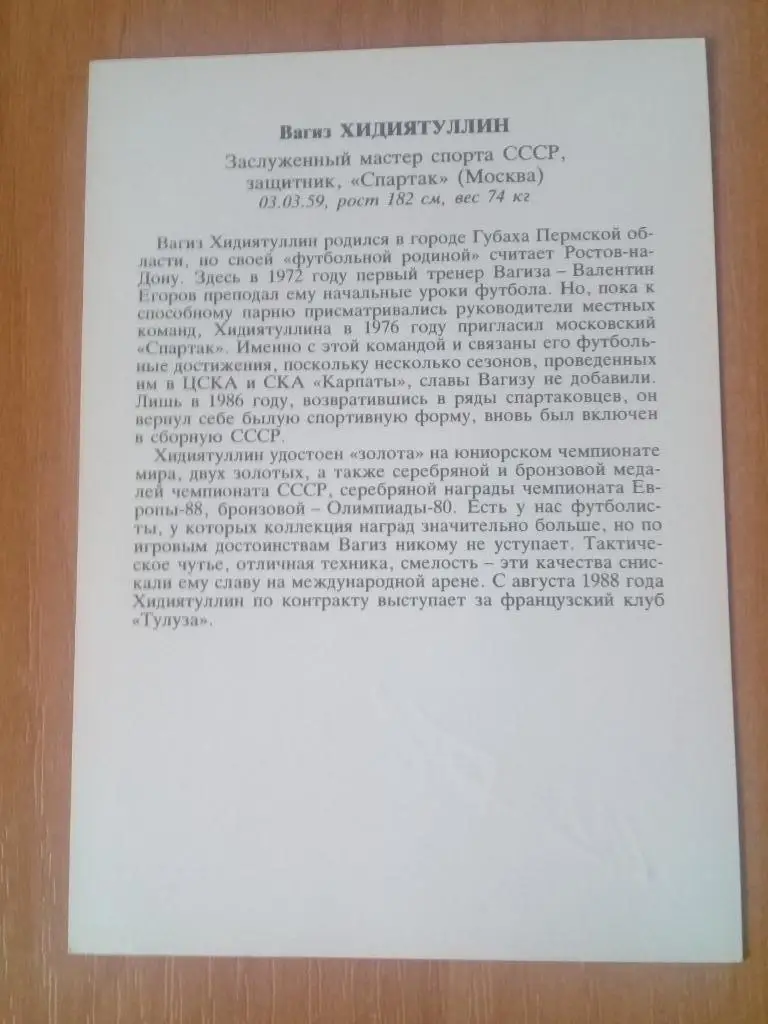 Вагиз ХИДИЯТУЛЛИН
Заслуженный мастер спорта СССР,
защитник, «Спартак» (Москва)
03.03.59, рост 182 см, вес 74 кг
Вагиз Хидиятуллин родился в городе Губаха Пермской об-
ласти, но своей «футбольной родиной» считает Ростов-на-
Дону. Здесь в 1972 году первый тренер Вагиза – Валентин
Егоров преподал ему начальные уроки футбола. Но, пока к
способному парню присматривались руководители местных
команд, Хидиятуллина в 1976 году пригласил московский
«Спартак». Именно с этой командой и связаны его футболь-
ные достижения, поскольку несколько сезонов, проведенных
им в ЦСКА и СКА «Карпаты», славы Вагизу не добавили.
Лишь в 1986 году, возвратившись в ряды спартаковцев, он
вернул себе былую спортивную форму, вновь был включен
в сборную СССР.
Хидиятуллин удостоен «золота» на юниорском чемпионате
мира, двух золотых, а также серебряной и бронзовой меда-
лей чемпионата СССР, серебряной награды чемпионата Ев-
ропы-88, бронзовой – Олимпиады-80. Есть у нас футболис-
ты, у которых коллекция наград значительно больше, но по
игровым достоинствам Вагиз никому не уступает. Тактиче-
ское чутье, отличная техника, смелость – эти качества снис-
кали ему славу на международной арене. С августа 1988 года
Хидиятуллин по контракту выступает за французский клуб
«Тулуза».